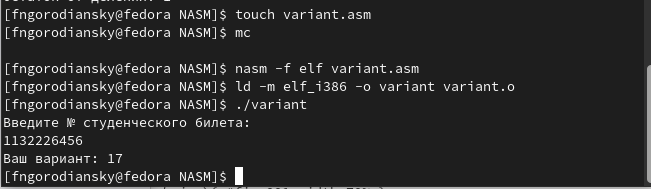 [fngorodiansky@fedora NASM]$ touch variant.asm
[fngorodiansky@fedora NASM]$ mc
[fngorodiansky@fedora NASM]$ nasm -f elf variant.asm
[fngorodiansky@fedora NASM]$ ld -m elf_i386 -o variant variant.o
[fngorodiansky@fedora NASM]$ ./variant
Введите № студенческого билета:
1132226456
Ваш вариант: 17
[fngorodiansky@fedora NASM]$